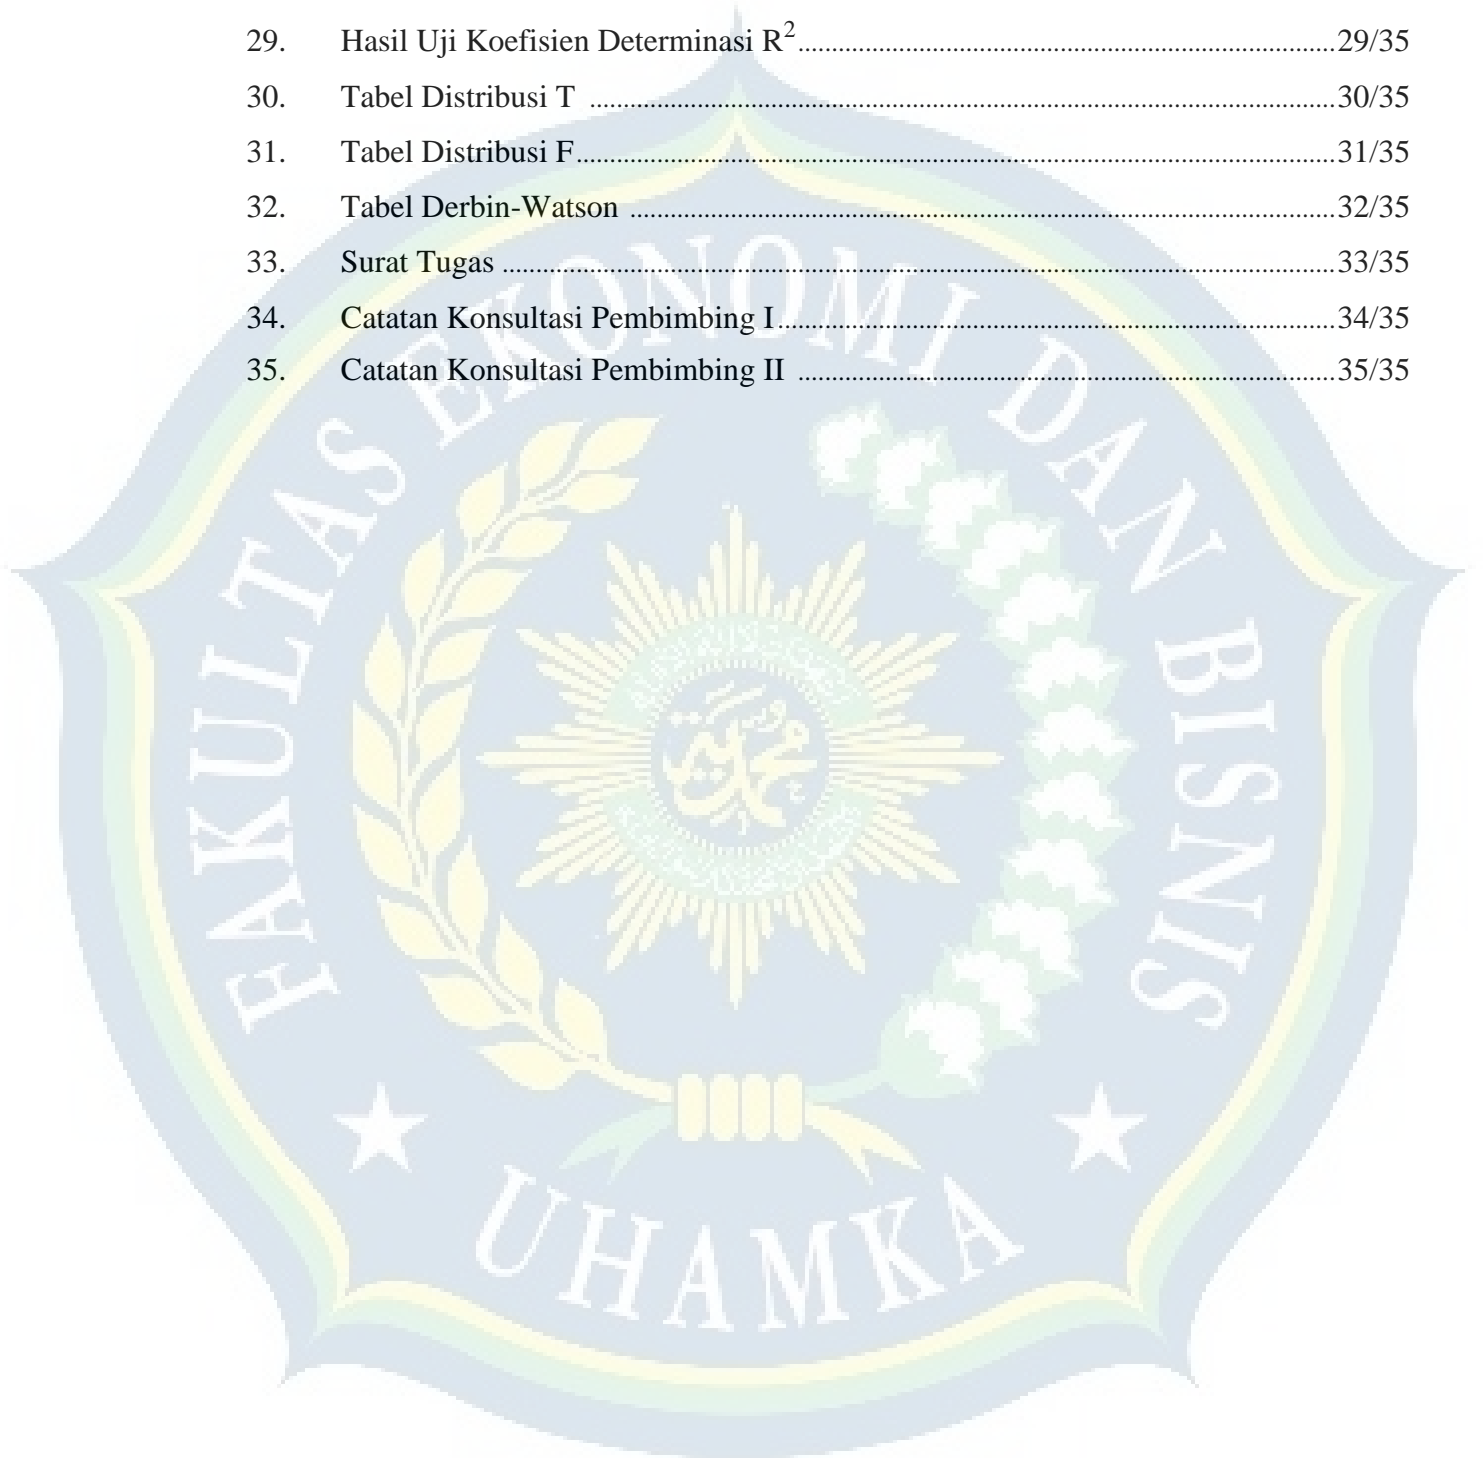 29. Hasil Uji Koefisien Determinasi R²...................................................29/35
30. Tabel Distribusi T ...................................................30/35
31. Tabel Distribusi F...................................................31/35
32. Tabel Derbin-Watson ...................................................32/35
33. Surat Tugas ...................................................33/35
34. Catatan Konsultasi Pembimbing I...................................................34/35
35. Catatan Konsultasi Pembimbing II ...................................................35/35
FAKULTAS EKONOMI DAN BISNIS
محمدية
UHAMKA